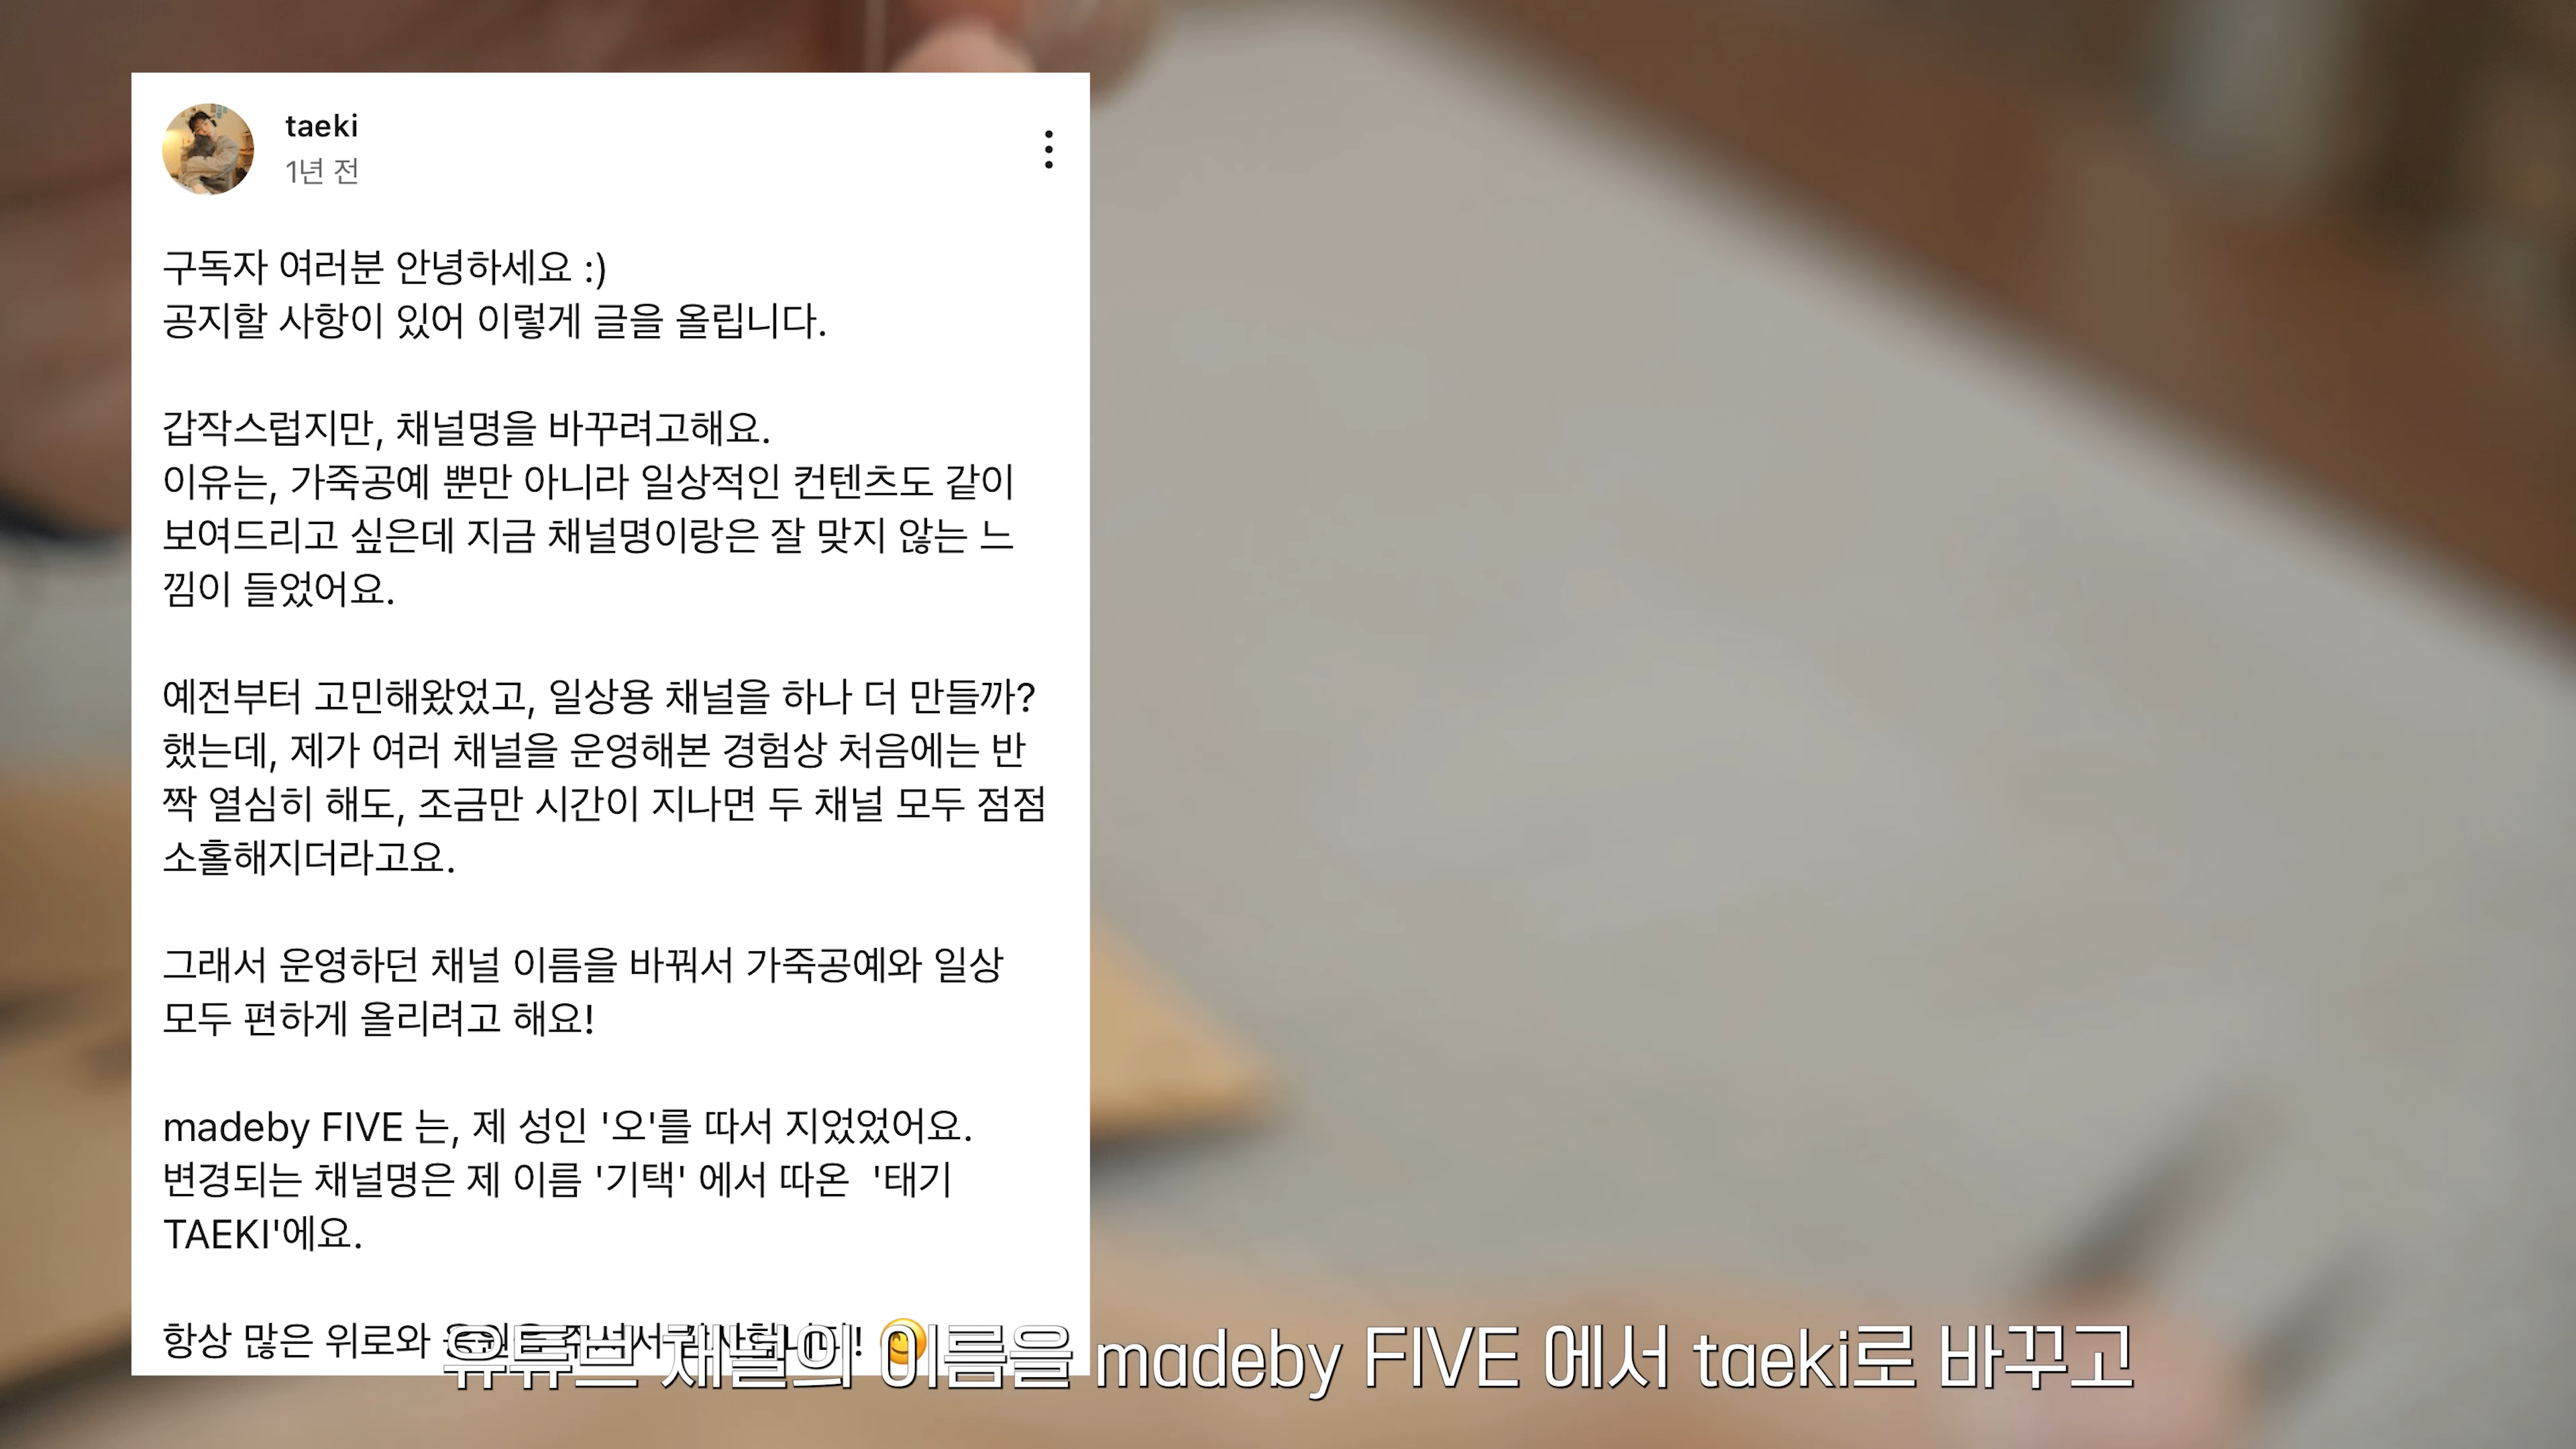 taeki
1년 전
구독자 여러분 안녕하세요 :)
공지할 사항이 있어 이렇게 글을 올립니다.
갑작스럽지만, 채널명을 바꾸려고해요.
이유는, 가죽공예 뿐만 아니라 일상적인 컨텐츠도 같이
보여드리고 싶은데 지금 채널명이랑은 잘 맞지 않는 느
낌이 들었어요.
예전부터 고민해왔었고, 일상용 채널을 하나 더 만들까?
했는데, 제가 여러 채널을 운영해본 경험상 처음에는 반
짝 열심히 해도, 조금만 시간이 지나면 두 채널 모두 점점
소홀해지더라고요.
그래서 운영하던 채널 이름을 바꿔서 가죽공예와 일상
모두 편하게 올리려고 해요!
madeby FIVE 는, 제 성인 '오'를 따서 지었었어요.
변경되는 채널명은 제 이름 '기택' 에서 따온 '태기
TAEKI'에요.
항상 많은 위로와
유튜브 채널의 이름을 madeby FIVE 에서 taeki로 바꾸고